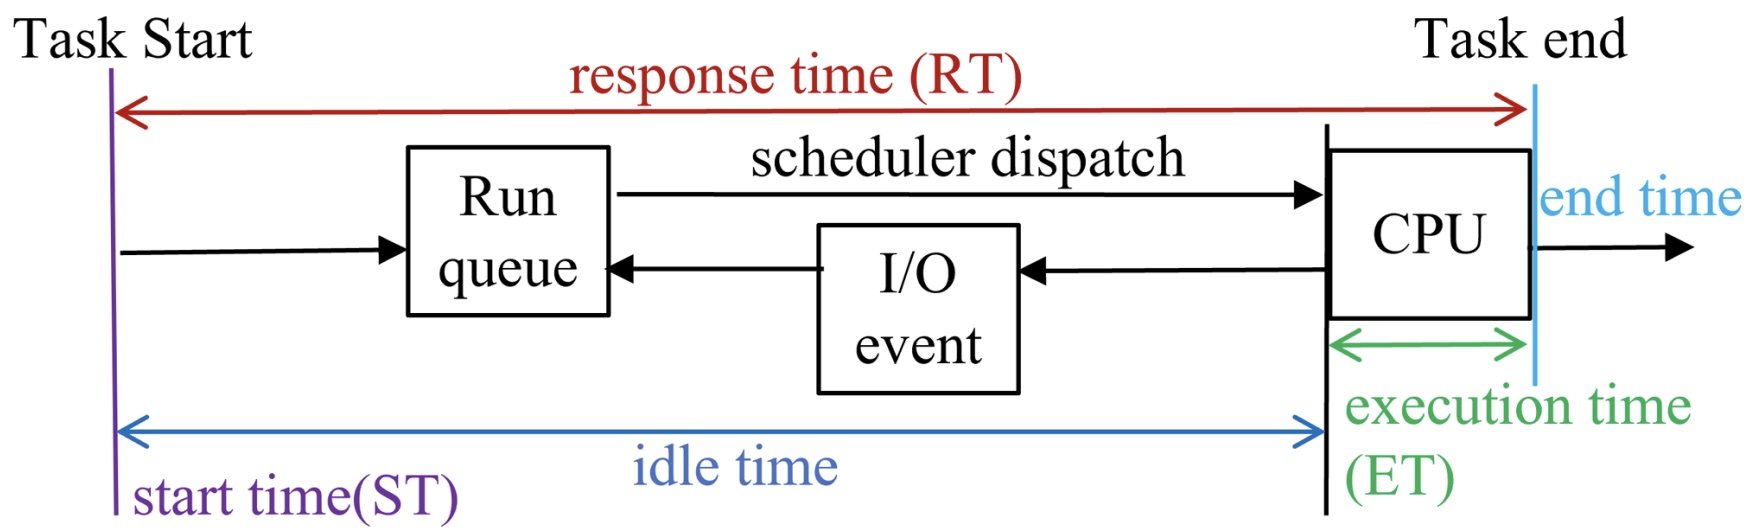 Task Start
Task end
response time (RT)
scheduler dispatch
Run
queue
I/O
event
CPU
end time
execution time
(ET)
idle time
start time(ST)